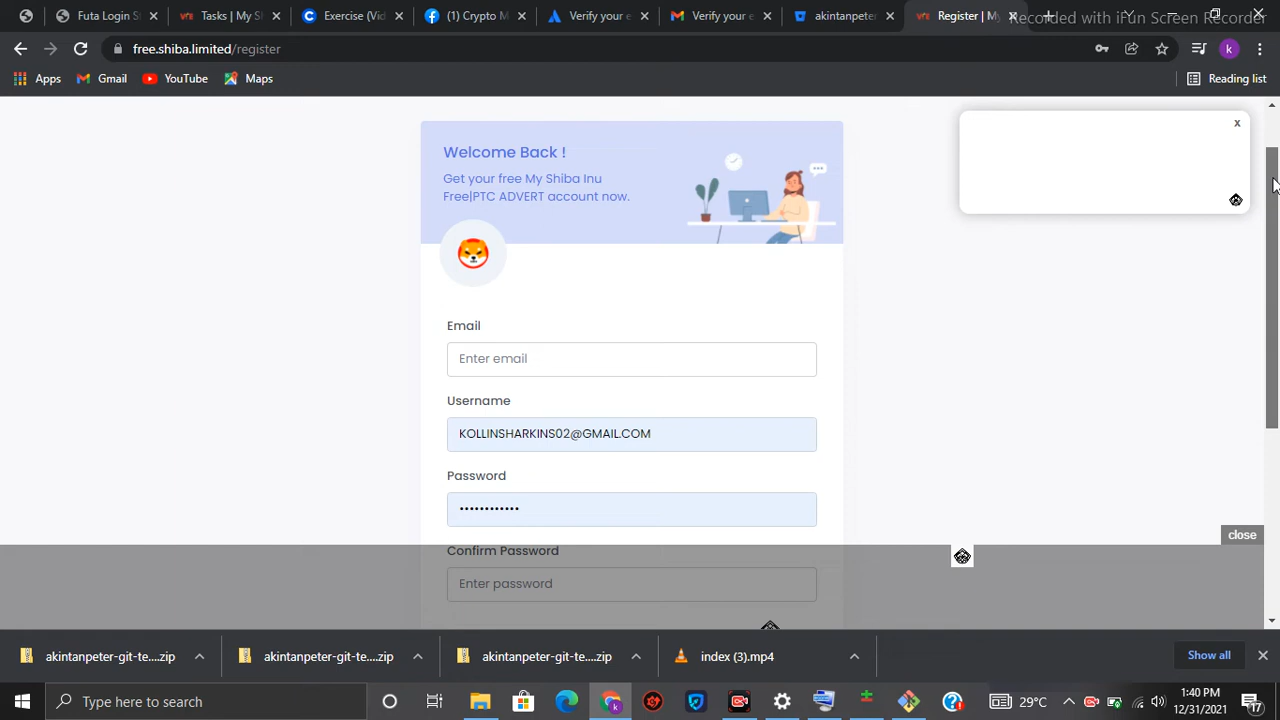 Futa Login S
Tasks | My S
Exercise (Vid
(1) Crypto M
Verify your e
Verify your e
akintanpeter
Register | My
Recorded with iFun Screen Recorder
free.shiba.limited/register
k
Apps
Gmail
YouTube
Maps
Reading list
x
Welcome Back !
Get your free My Shiba Inu
Free|PTC ADVERT account now.
Email
Enter email
Username
KOLLINSHARKINS02@GMAIL.COM
Password
••••••••••••
close
Confirm Password
Enter password
akintanpeter-git-te....zip
akintanpeter-git-te....zip
akintanpeter-git-te....zip
index (3).mp4
Show all
Type here to search
29°C
1:40 PM
12/31/2021
17